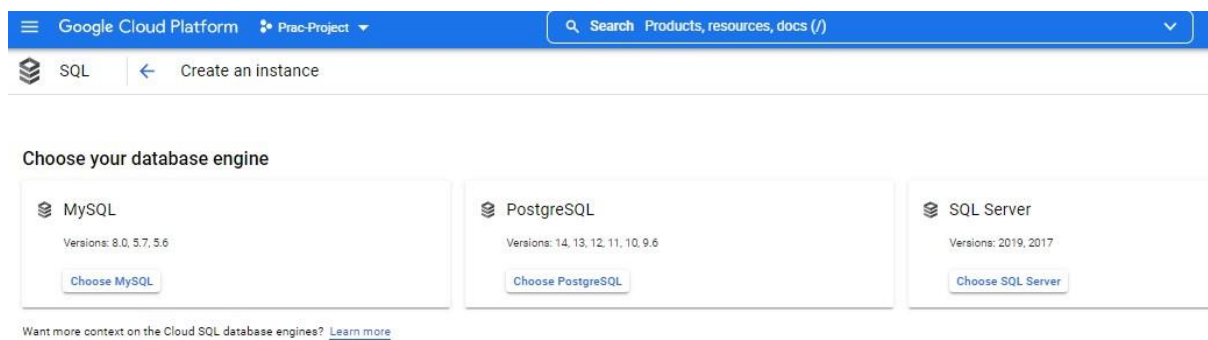 Google Cloud Platform Prac-Project Search Products, resources, docs (/)
SQL Create an instance
Choose your database engine
MySQL
Versions: 8.0, 5.7, 5.6
Choose MySQL
PostgreSQL
Versions: 14, 13, 12, 11, 10, 9.6
Choose PostgreSQL
SQL Server
Versions: 2019, 2017
Choose SQL Server
Want more context on the Cloud SQL database engines? Learn more